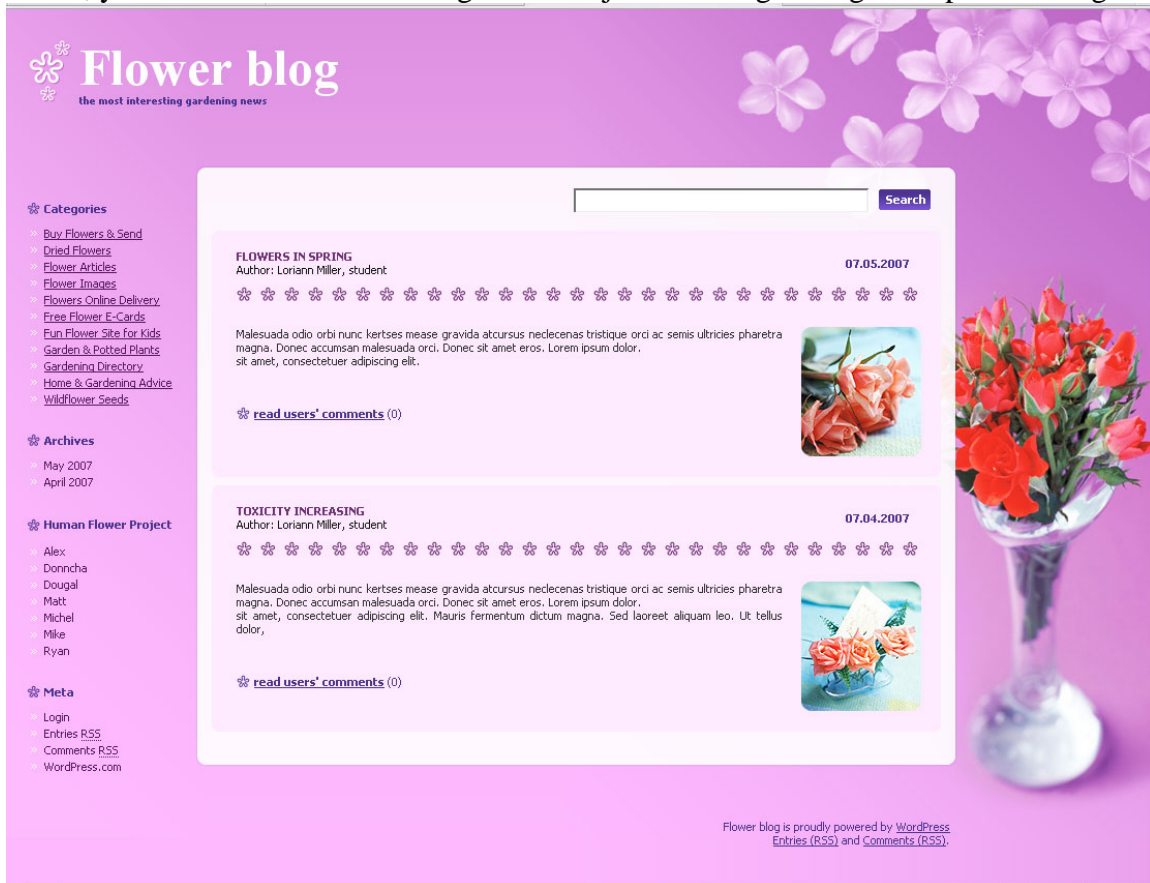 Flower blog
the most interesting gardening news
Search
Categories
Buy Flowers & Send
Dried Flowers
Flower Articles
Flower Images
Flowers Online Delivery
Free Flower E-Cards
Fun Flower Site for Kids
Garden & Potted Plants
Gardening Directory
Home & Gardening Advice
Wildflower Seeds
Archives
May 2007
April 2007
Human Flower Project
Alex
Donncha
Dougal
Matt
Michel
Mike
Ryan
Meta
Login
Entries RSS
Comments RSS
WordPress.com
FLOWERS IN SPRING
Author: Loriann Miller, student
07.05.2007
Malesuada odio orbi nunc kertses mease gravida atcursus neclecenas tristique orci ac semis ultricies pharetra
magna. Donec accumsan malesuada orci. Donec sit amet eros. Lorem ipsum dolor.
sit amet, consectetuer adipiscing elit.
read users' comments (0)
TOXICITY INCREASING
Author: Loriann Miller, student
07.04.2007
Malesuada odio orbi nunc kertses mease gravida atcursus neclecenas tristique orci ac semis ultricies pharetra
magna. Donec accumsan malesuada orci. Donec sit amet eros. Lorem ipsum dolor.
sit amet, consectetuer adipiscing elit. Mauris fermentum dictum magna. Sed laoreet aliquam leo. Ut tellus
dolor,
read users' comments (0)
Flower blog is proudly powered by WordPress
Entries (RSS) and Comments (RSS).